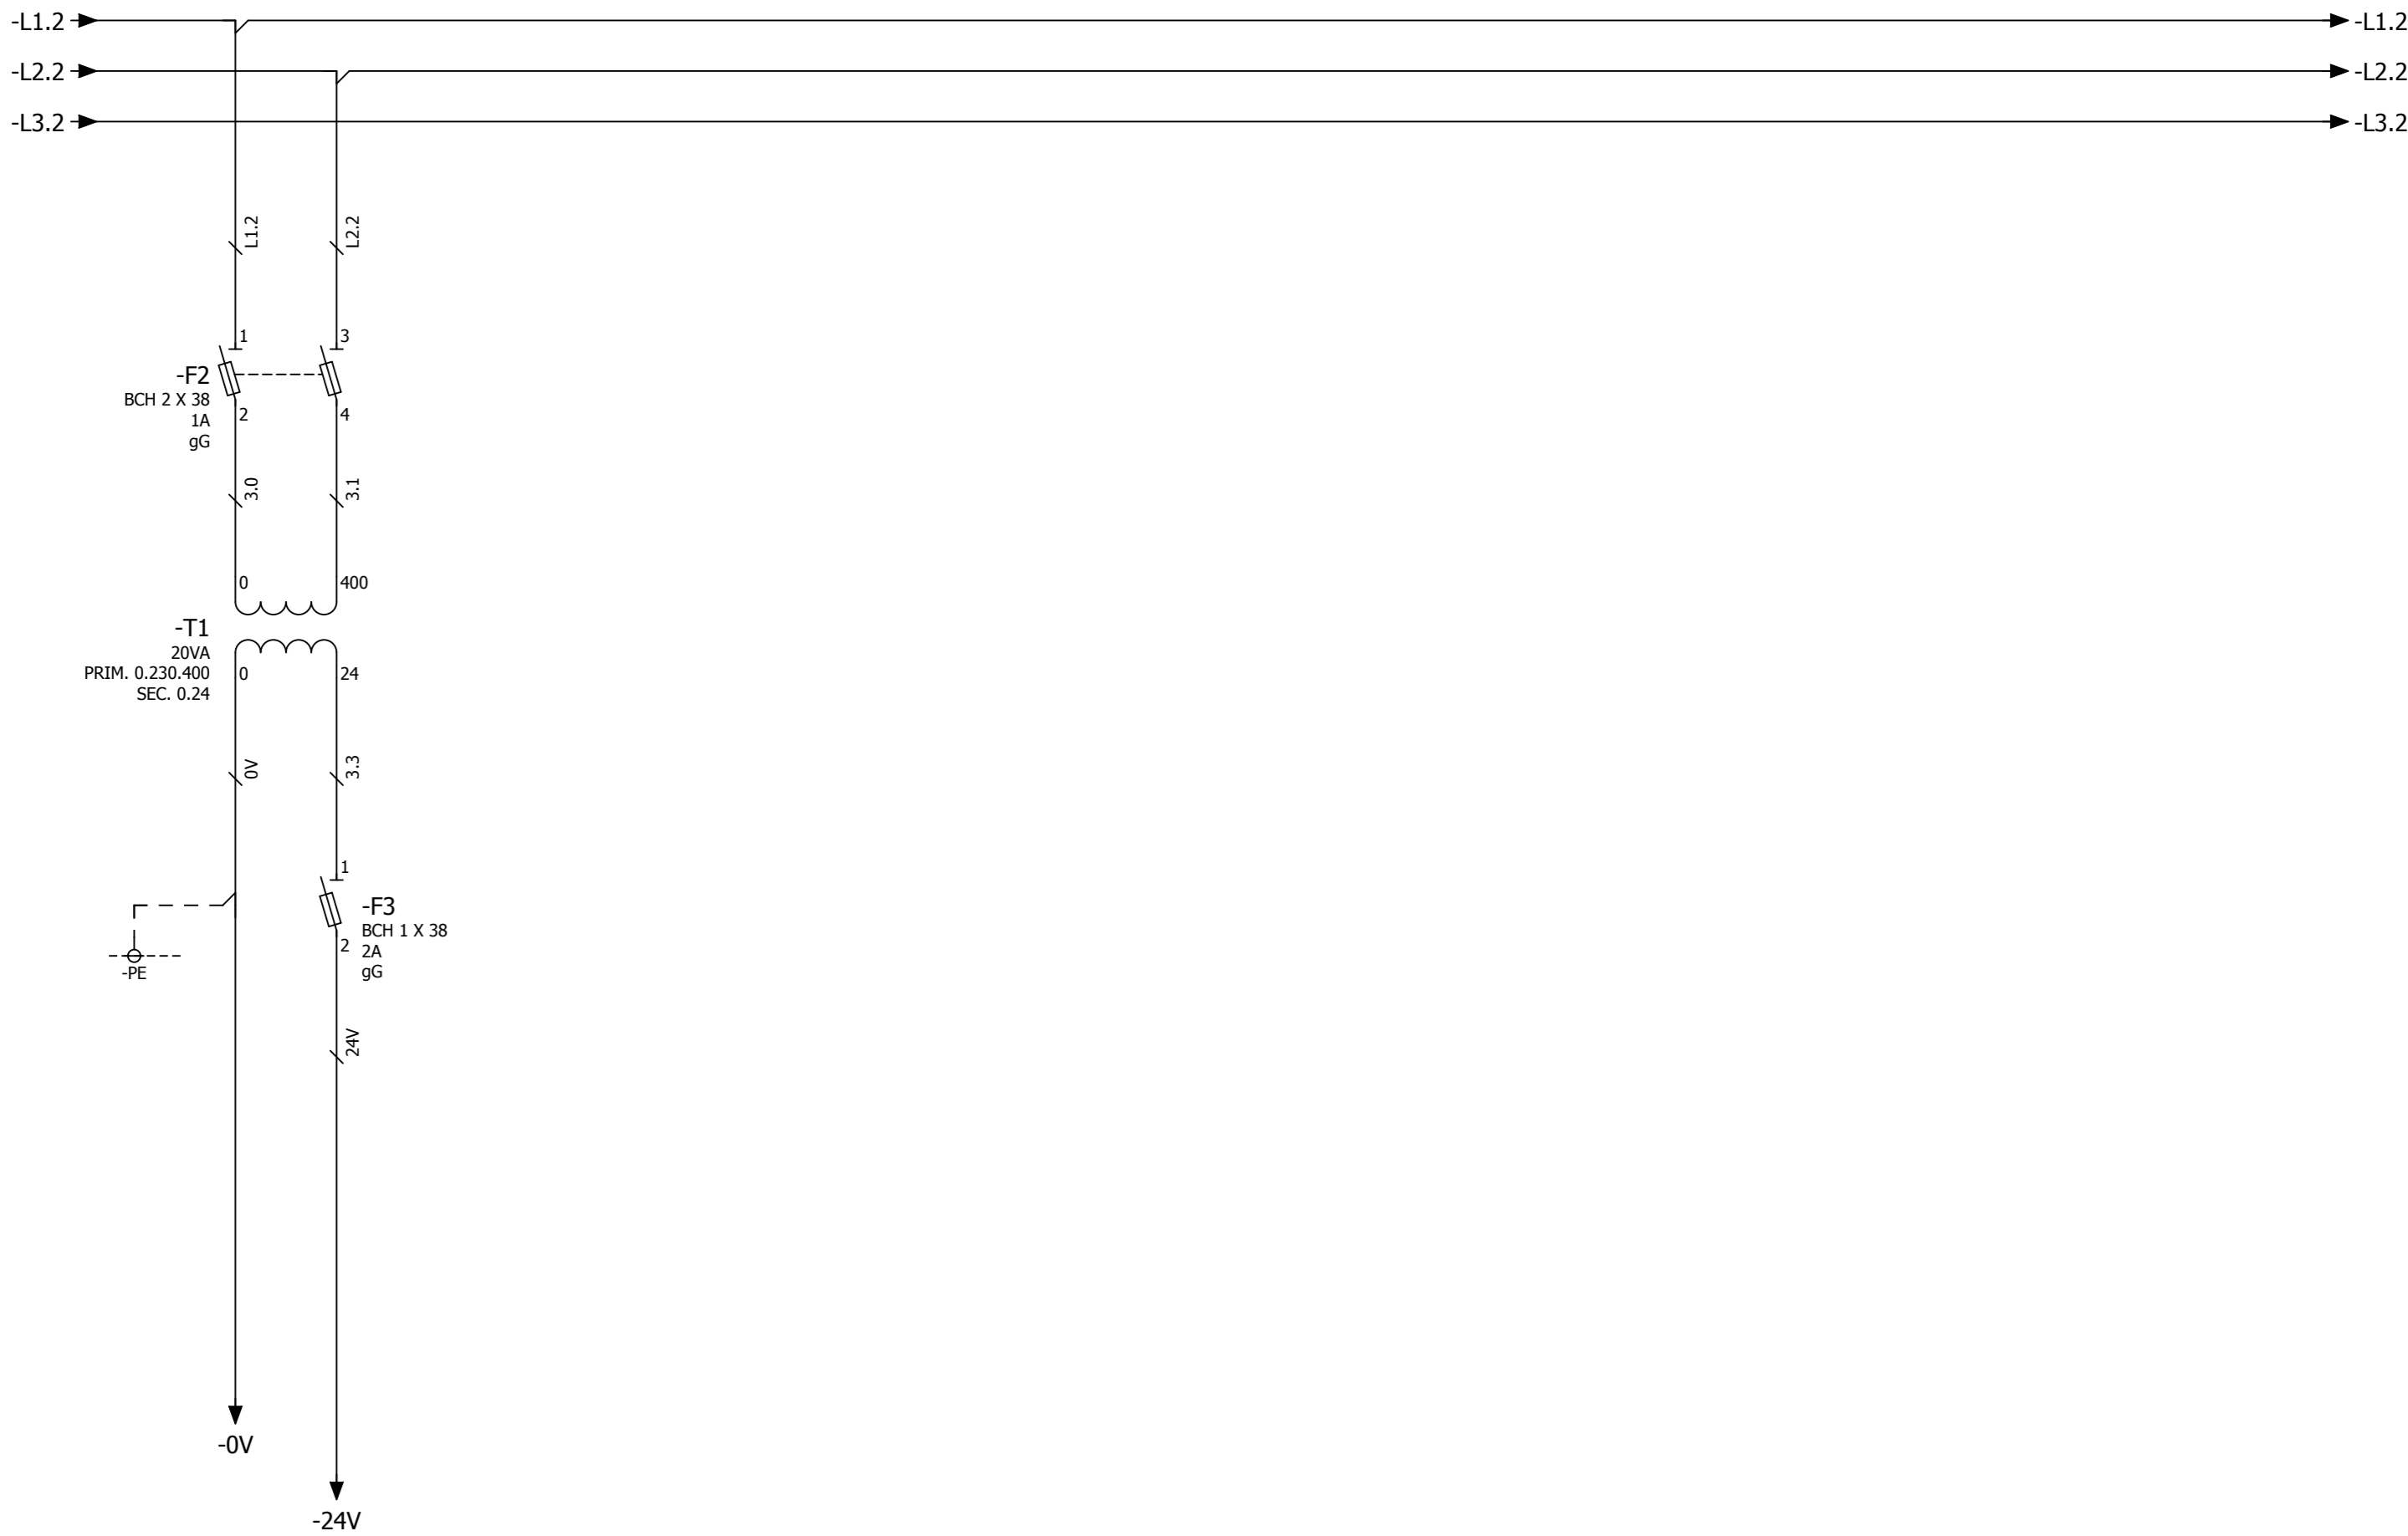 -L1.2
-L1.2
-L2.2
-L2.2
-L3.2
-L3.2
L1.2
L2.2
1
3
-F2
BCH 2 X 38
1A
gG
2
4
3.0
3.1
0
400
-T1
20VA
PRIM. 0.230.400
SEC. 0.24
0
24
0V
3.3
1
-F3
BCH 1 X 38
2A
gG
2
-PE
24V
-0V
-24V